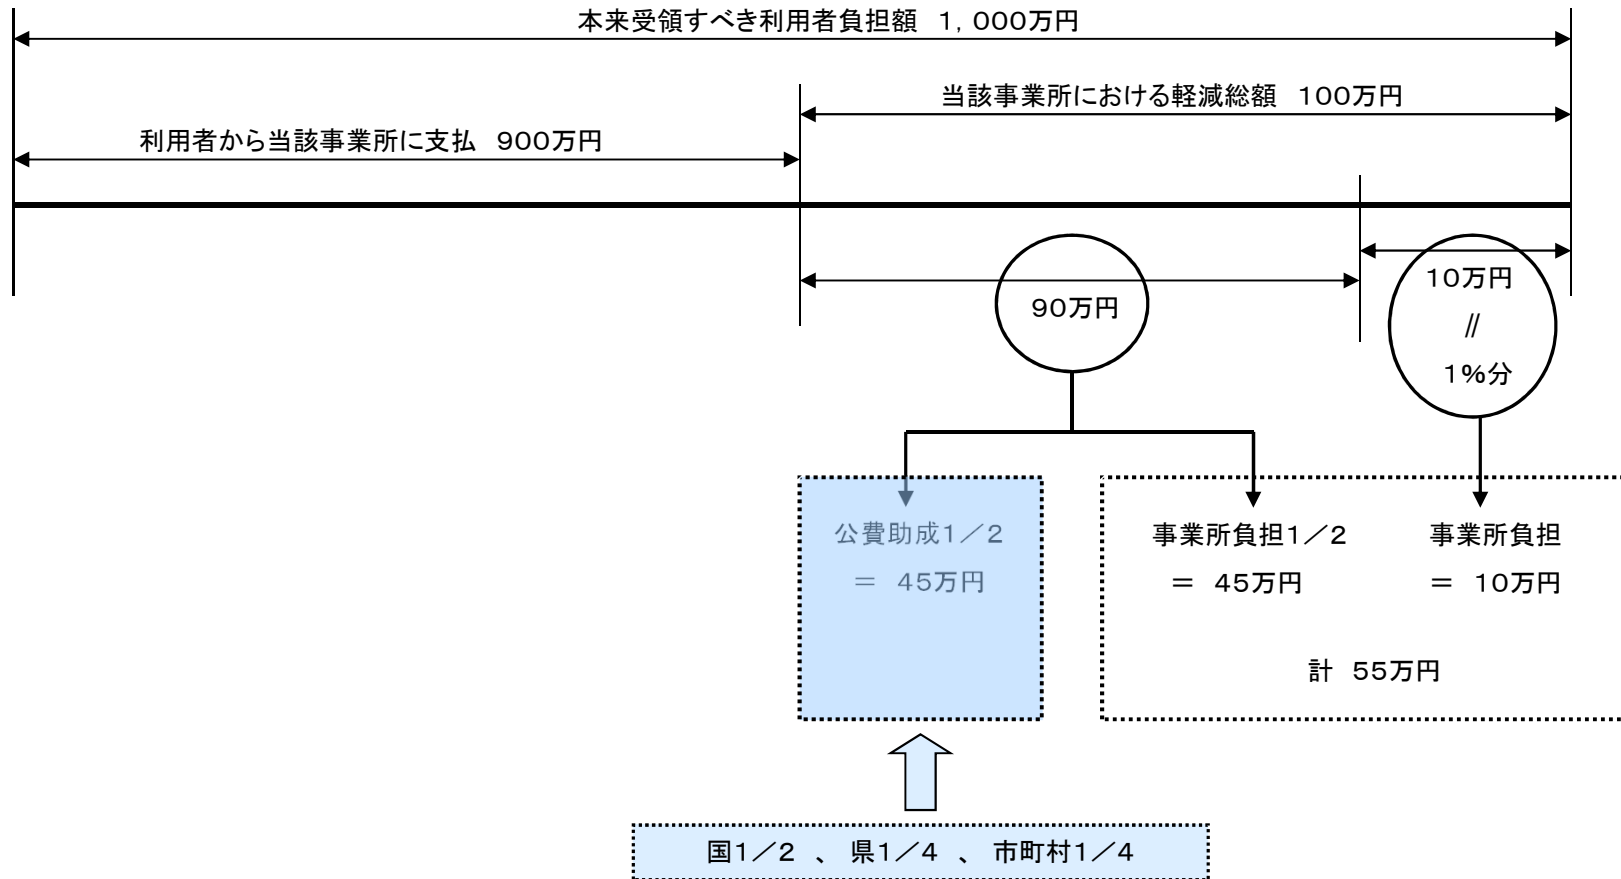 本来受領すべき利用者負担額　１，０００万円
当該事業所における軽減総額　１００万円
利用者から当該事業所に支払　９００万円
９０万円
１０万円
〃
１％分
公費助成１／２
＝　４５万円
事業所負担１／２
＝　４５万円
事業所負担
＝　１０万円
計　５５万円
国１／２　、　県１／４　、　市町村１／４